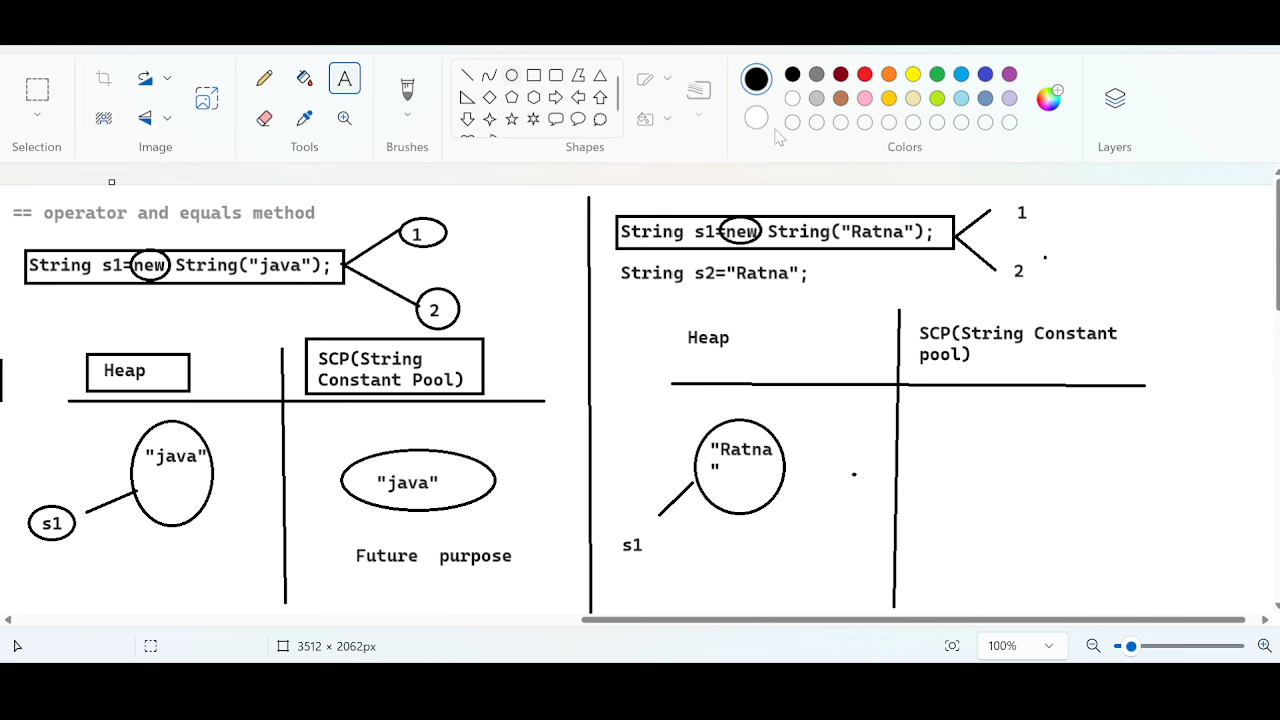 Selection
Image
Tools
Brushes
Shapes
Colors
Layers
== operator and equals method
String s1=new String("java");
1
2
Heap
SCP(String
Constant Pool)
"java"
s1
"java"
Future purpose
String s1=new String("Ratna");
1
2
String s2="Ratna";
Heap
SCP(String Constant
pool)
"Ratna
"
s1
3512 × 2062px
100%